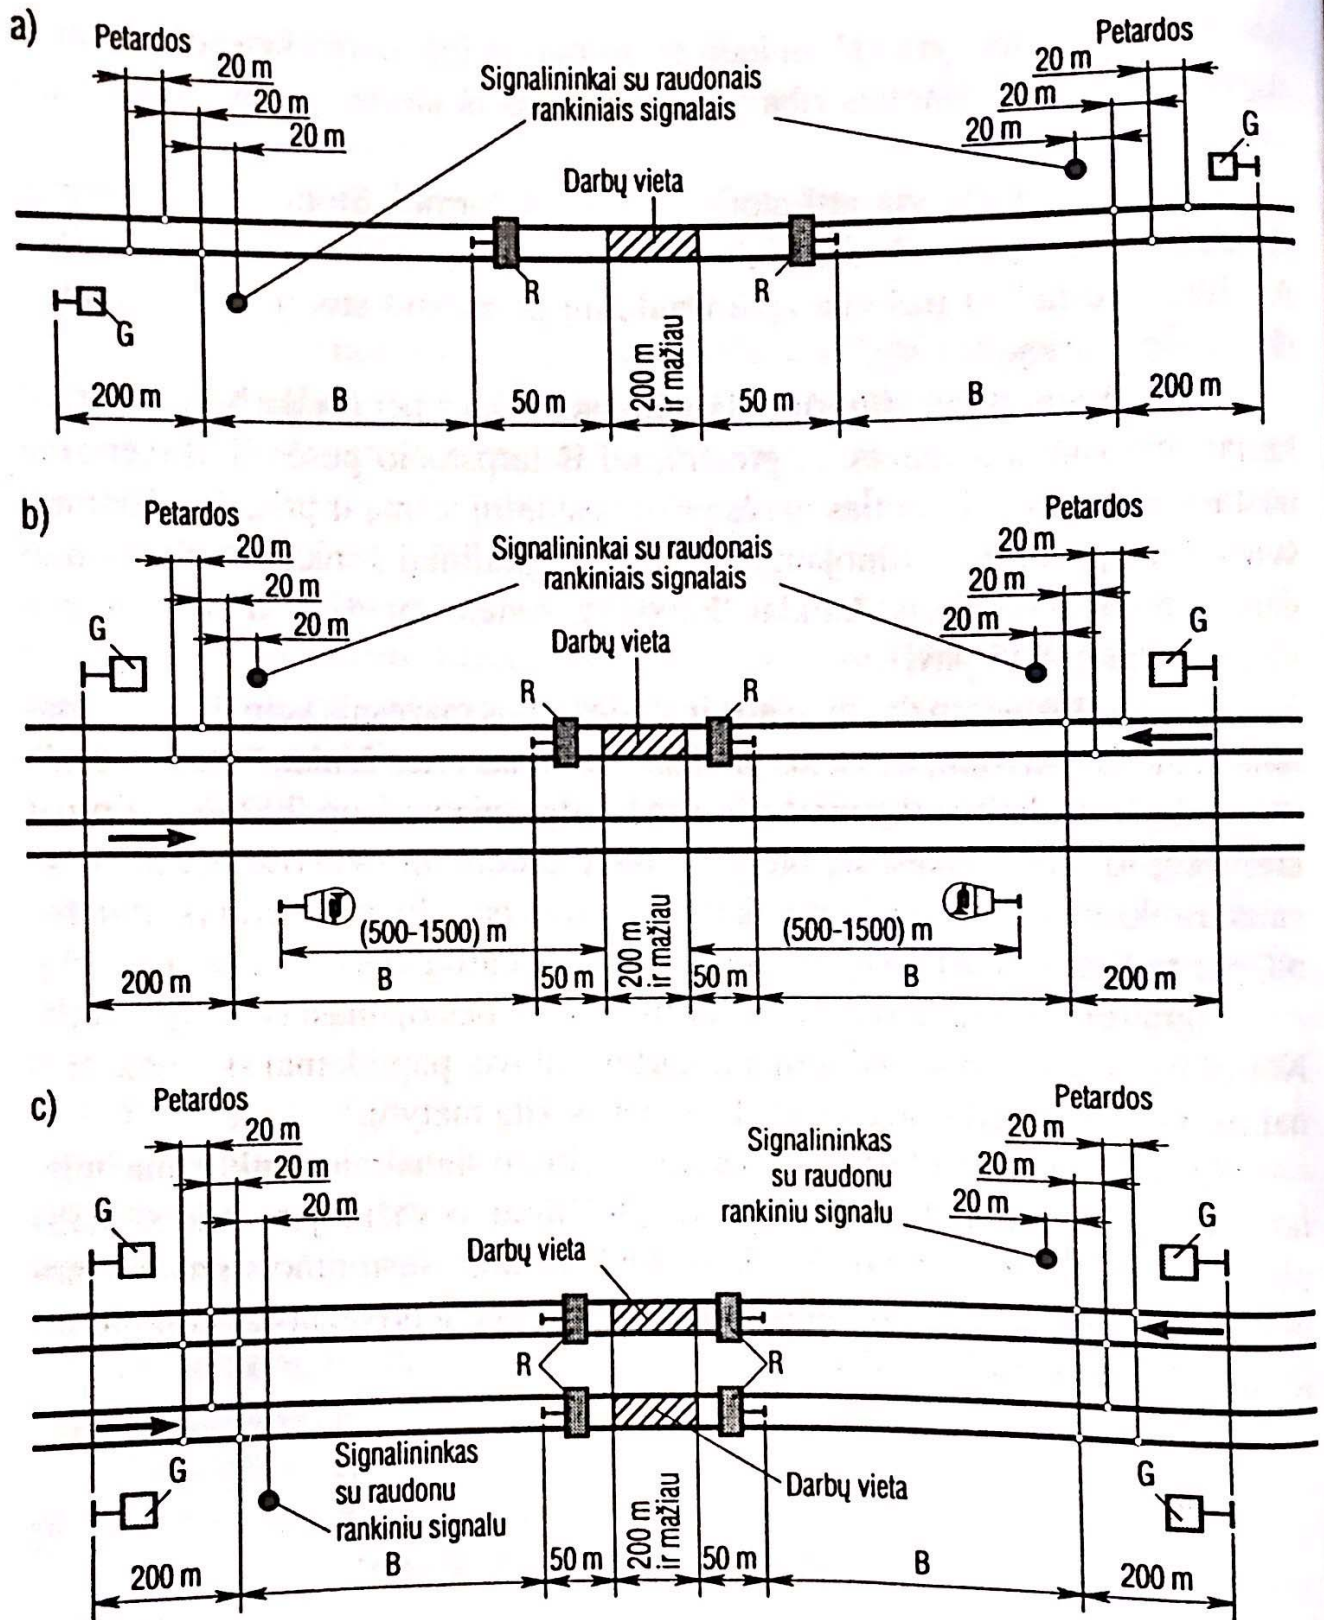 a)
Petardos
20 m
20 m
20 m
Signalininkai su raudonais
rankiniais signalais
Petardos
20 m
20 m
20 m
G
Darbų vieta
R
R
G
200 m
B
50 m
200 m
ir mažiau
50 m
B
200 m
b)
Petardos
20 m
20 m
20 m
Signalininkai su raudonais
rankiniais signalais
Petardos
20 m
20 m
20 m
G
G
Darbų vieta
R
R
(500-1500) m
(500-1500) m
200 m
B
50 m
200 m
ir mažiau
50 m
B
200 m
c)
Petardos
20 m
20 m
20 m
Signalininkas
su raudonu
rankiniu signalu
Petardos
20 m
20 m
20 m
G
G
Darbų vieta
R
R
G
Signalininkas
su raudonu
rankiniu signalu
Darbų vieta
G
200 m
B
50 m
200 m
ir mažiau
50 m
B
200 m